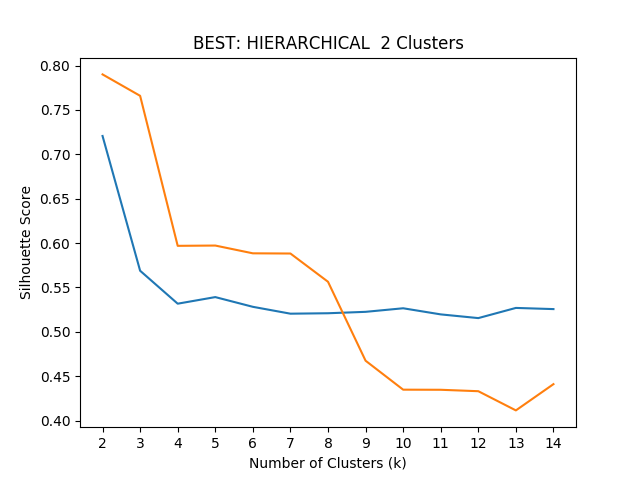 BEST: HIERARCHICAL  2 Clusters
0.80
0.75
0.70
0.65
0.60
0.55
0.50
0.45
0.40
Silhouette Score
2 3 4 5 6 7 8 9 10 11 12 13 14
Number of Clusters (k)